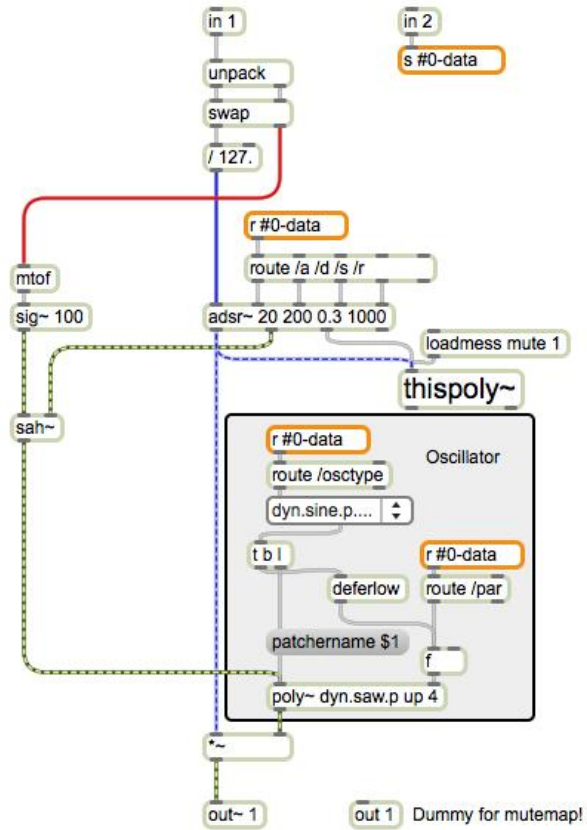 in 1
in 2
s #0-data
unpack
swap
/ 127.
r #0-data
route /a /d /s /r
mtof
sig~ 100
adsr~ 20 200 0.3 1000
loadmess mute 1
thispoly~
sah~
r #0-data
Oscillator
route /osctype
dyn.sine.p....
t b l
r #0-data
deferlow
route /par
patchername $1
f
poly~ dyn.saw.p up 4
*~
out~ 1
out 1
Dummy for mutemap!